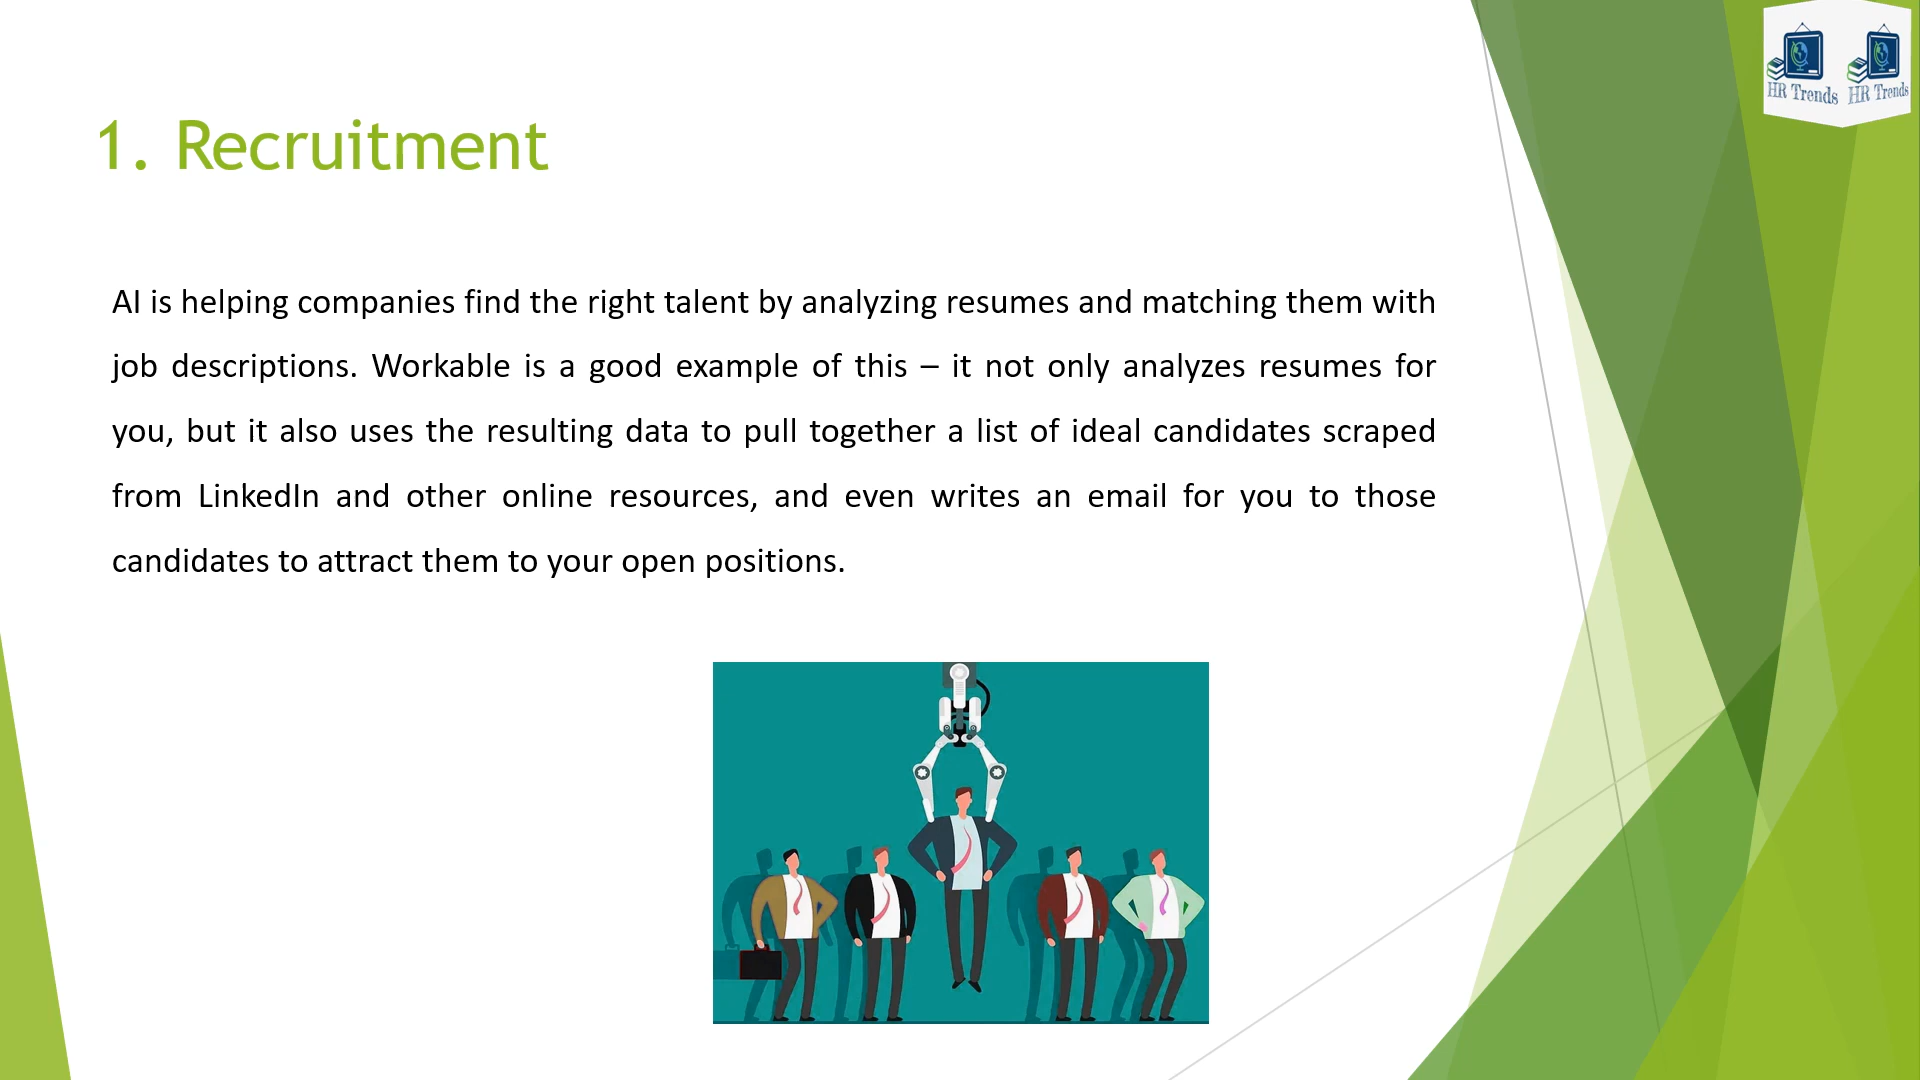 HR Trends HR Trends
1. Recruitment
AI is helping companies find the right talent by analyzing resumes and matching them with
job descriptions. Workable is a good example of this – it not only analyzes resumes for
you, but it also uses the resulting data to pull together a list of ideal candidates scraped
from LinkedIn and other online resources, and even writes an email for you to those
candidates to attract them to your open positions.